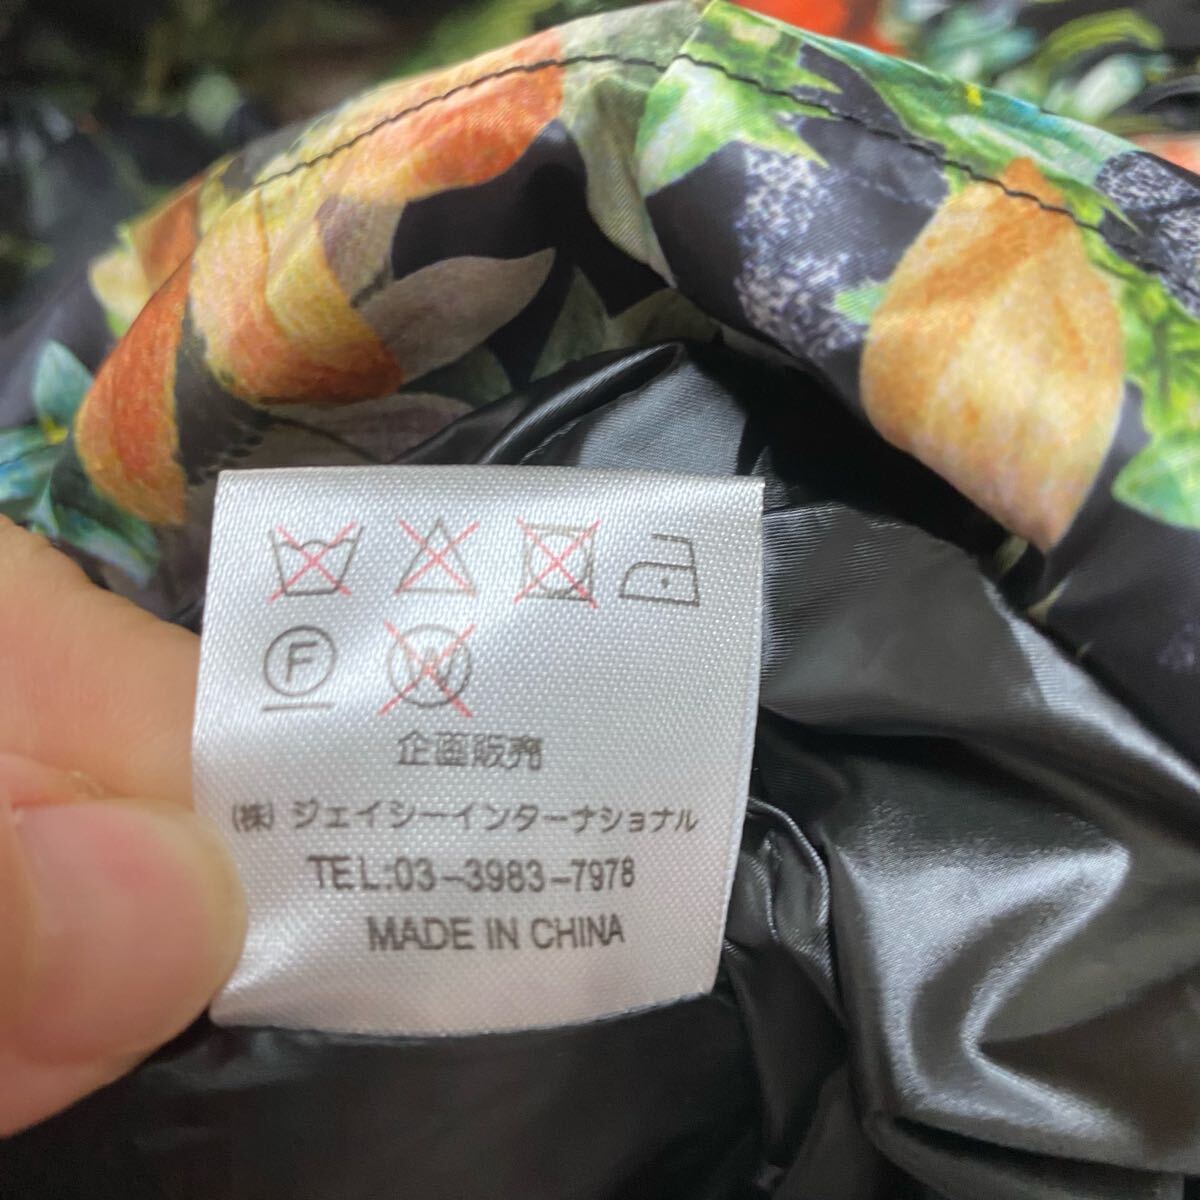 F W
企画販売
(株) ジェイシーインターナショナル
TEL:03-3983-7978
MADE IN CHINA